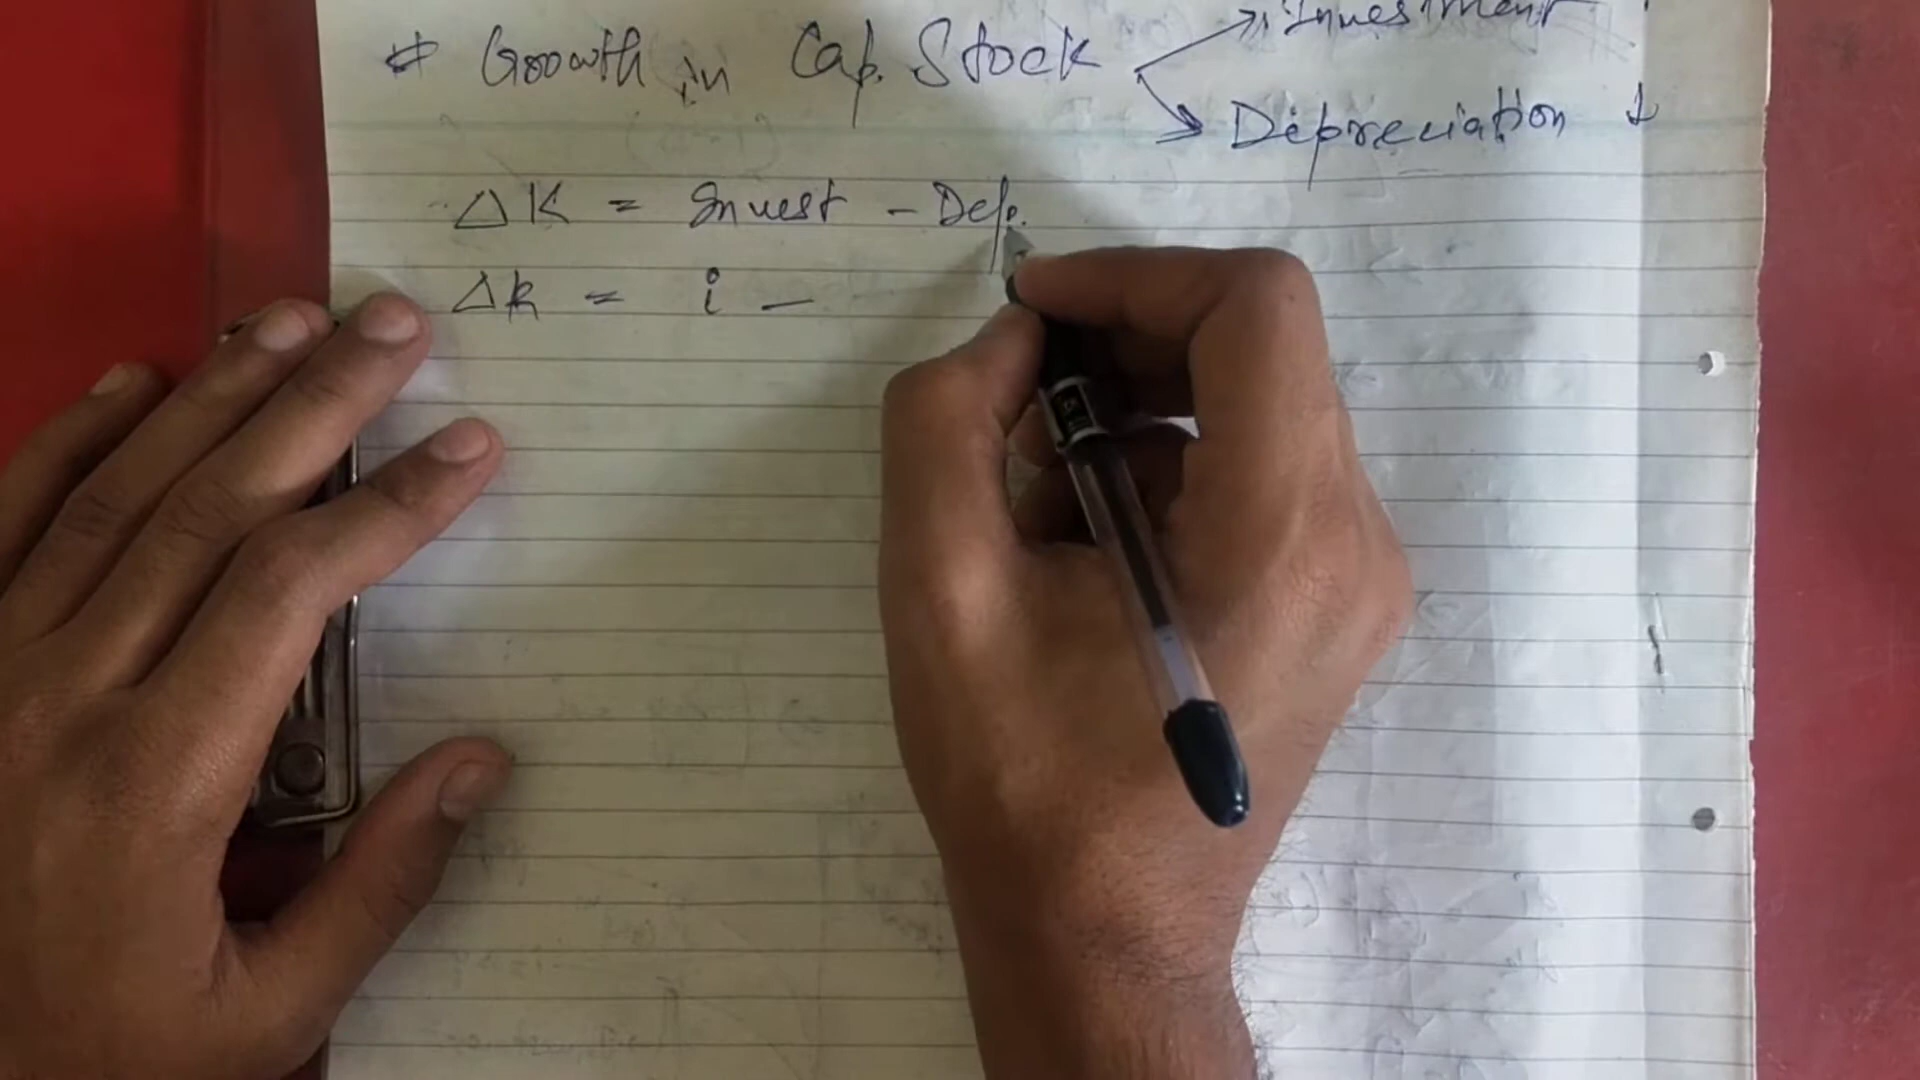 # Growth in Cap. Stock → Investment
→ Depreciation ↓
ΔK = Invest - Dep.
Δk = i -